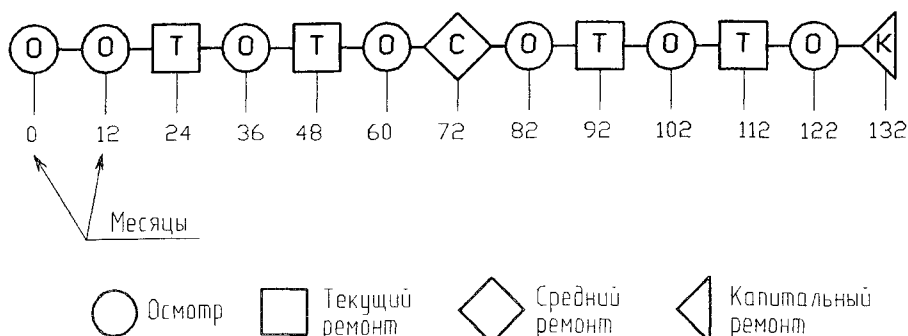 О О Т О Т О С О Т О Т О К
0 12 24 36 48 60 72 82 92 102 112 122 132
Месяцы
Осмотр
Текущий
ремонт
Средний
ремонт
Капитальный
ремонт